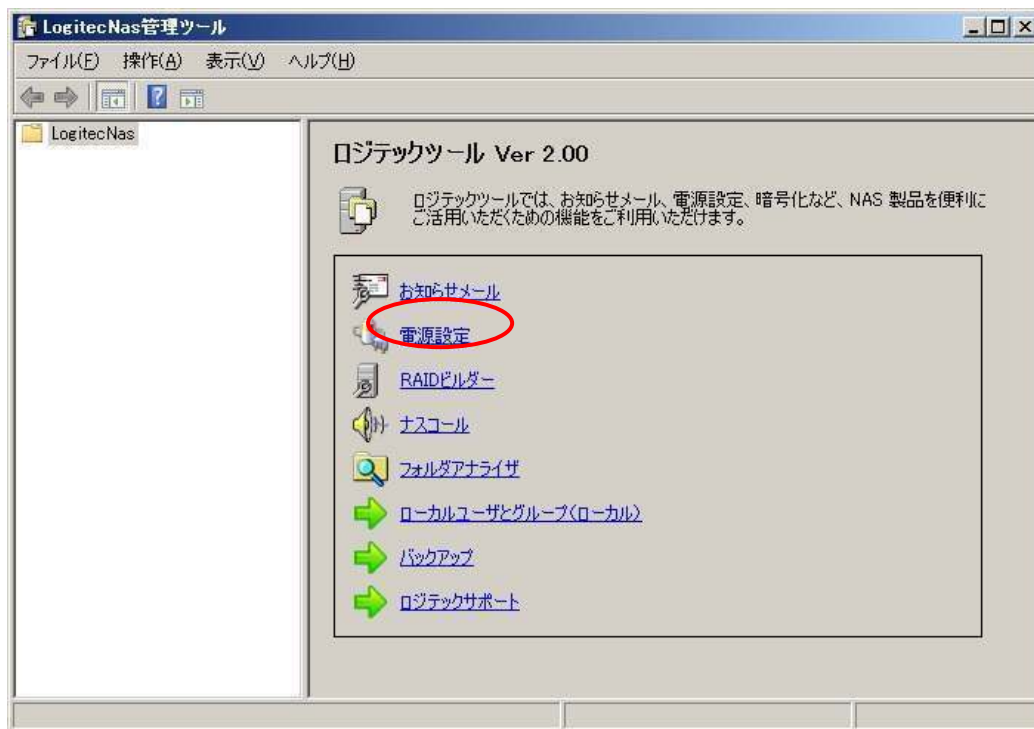 LogitecNas管理ツール
ファイル(F) 操作(A) 表示(V) ヘルプ(H)
LogitecNas
ロジテックツール Ver 2.00
ロジテックツールでは、お知らせメール、電源設定、暗号化など、NAS 製品を便利に
ご活用いただくための機能をご利用いただけます。
お知らせメール
電源設定
RAIDビルダー
ナスコール
フォルダアナライザ
ローカルユーザとグループ(ローカル)
バックアップ
ロジテックサポート